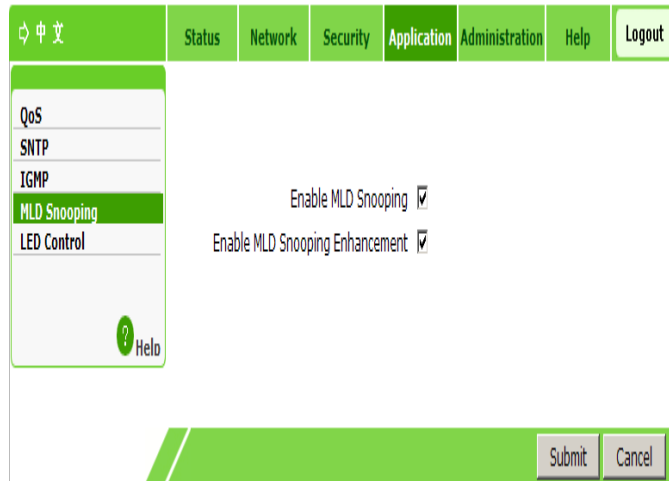 中文
Status Network Security Application Administration Help Logout
QoS
SNTP
IGMP
MLD Snooping
LED Control
? Help
Enable MLD Snooping
Enable MLD Snooping Enhancement
Submit Cancel